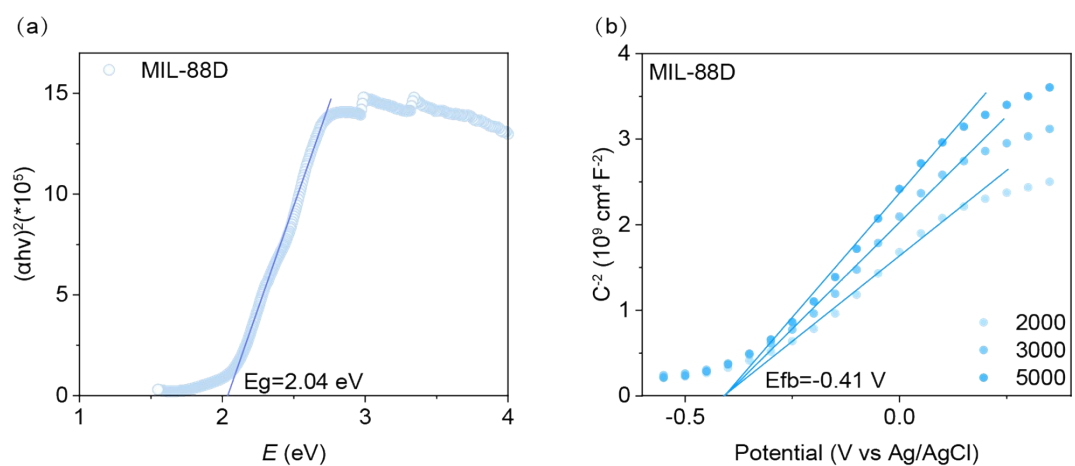 (a)
MIL-88D
(αhv)²(*10⁵)
15
10
5
0
Eg=2.04 eV
1 2 3 4
E (eV)
(b)
MIL-88D
C⁻² (10⁹ cm⁴ F⁻²)
4
3
2
1
0
2000
3000
5000
Efb=-0.41 V
-0.5 0.0
Potential (V vs Ag/AgCl)